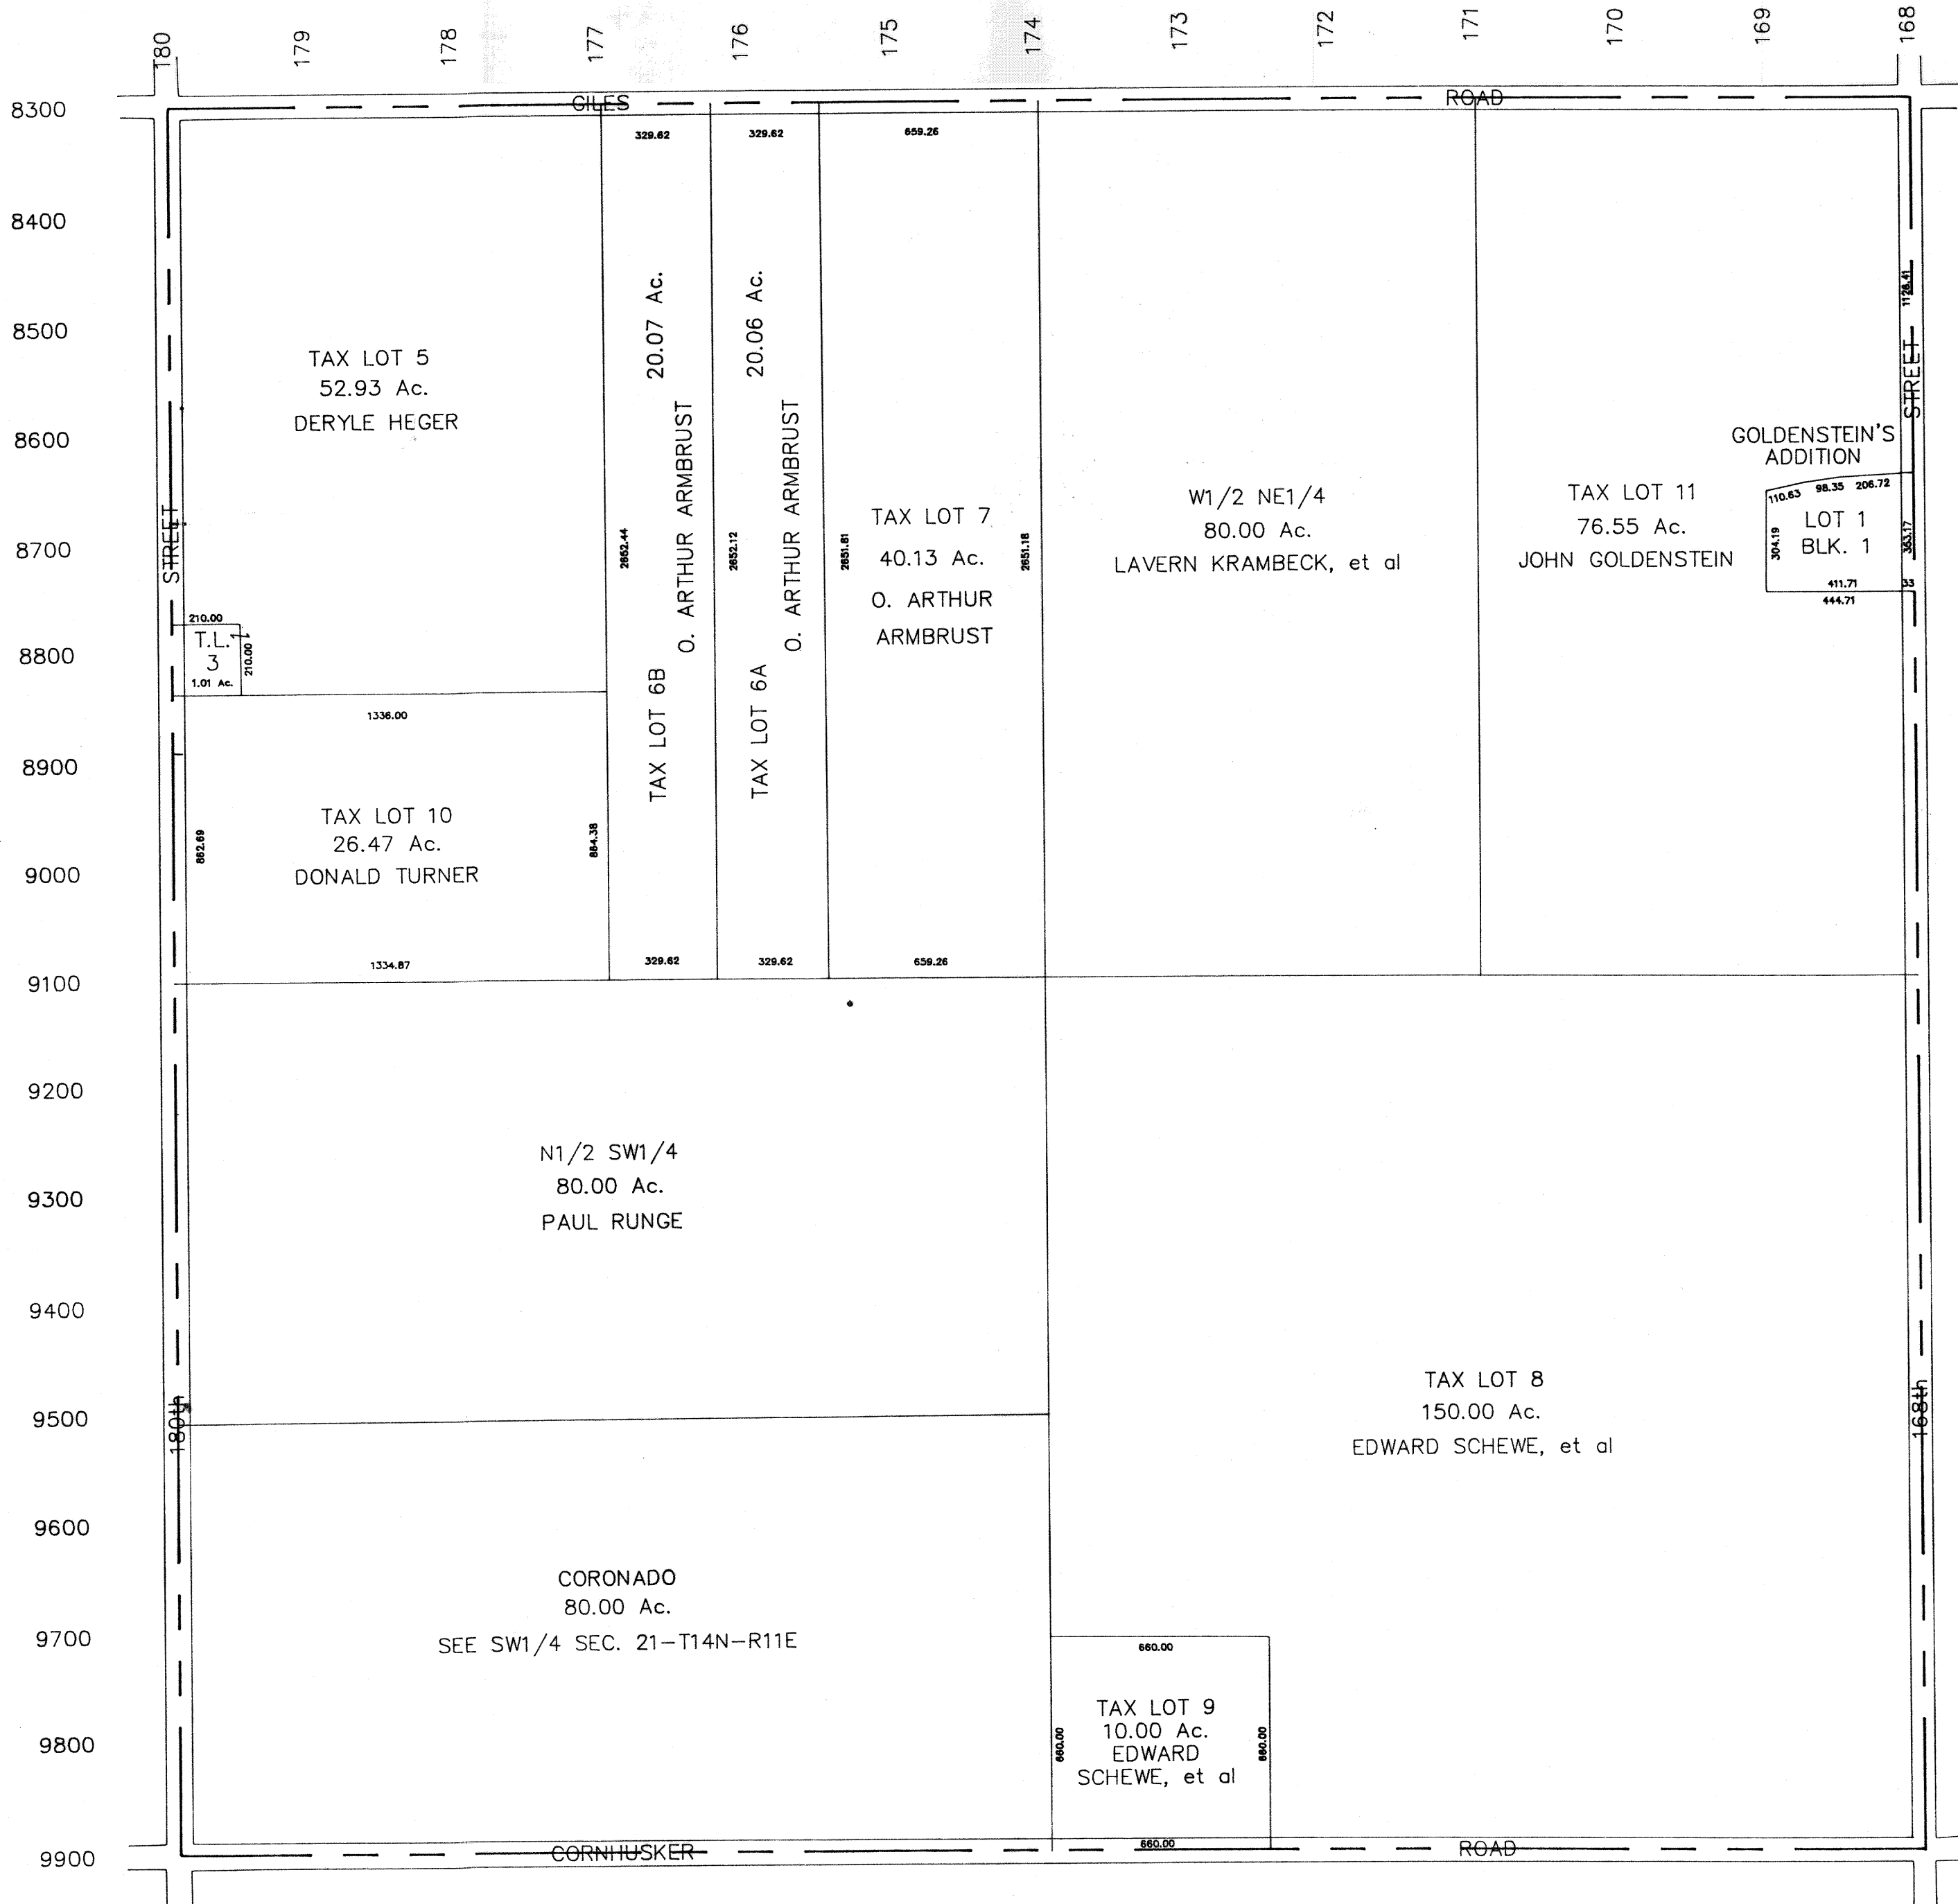 180
179
178
177
176
175
174
173
172
171
170
169
168
8300
8400
8500
8600
8700
8800
8900
9000
9100
9200
9300
9400
9500
9600
9700
9800
9900
GILES ROAD
329.62
329.62
659.26
TAX LOT 5
52.93 Ac.
DERYLE HEGER
STREET
210.00
T.L.
3
1.01 Ac.
210.00
1336.00
TAX LOT 10
26.47 Ac.
DONALD TURNER
862.69
864.38
1334.87
TAX LOT 6B
O. ARTHUR ARMBRUST
20.07 Ac.
2652.44
329.62
TAX LOT 6A
O. ARTHUR ARMBRUST
20.06 Ac.
2652.12
329.62
TAX LOT 7
40.13 Ac.
O. ARTHUR
ARMBRUST
2651.81
2651.18
659.26
W1/2 NE1/4
80.00 Ac.
LAVERN KRAMBECK, et al
TAX LOT 11
76.55 Ac.
JOHN GOLDENSTEIN
1128.41
STREET
GOLDENSTEIN'S
ADDITION
110.63
98.35
206.72
LOT 1
BLK. 1
304.19
353.17
411.71
33
444.71
N1/2 SW1/4
80.00 Ac.
PAUL RUNGE
180th
CORONADO
80.00 Ac.
SEE SW1/4 SEC. 21-T14N-R11E
TAX LOT 8
150.00 Ac.
EDWARD SCHEWE, et al
168th
660.00
TAX LOT 9
10.00 Ac.
EDWARD
SCHEWE, et al
660.00
660.00
660.00
CORNHUSKER ROAD